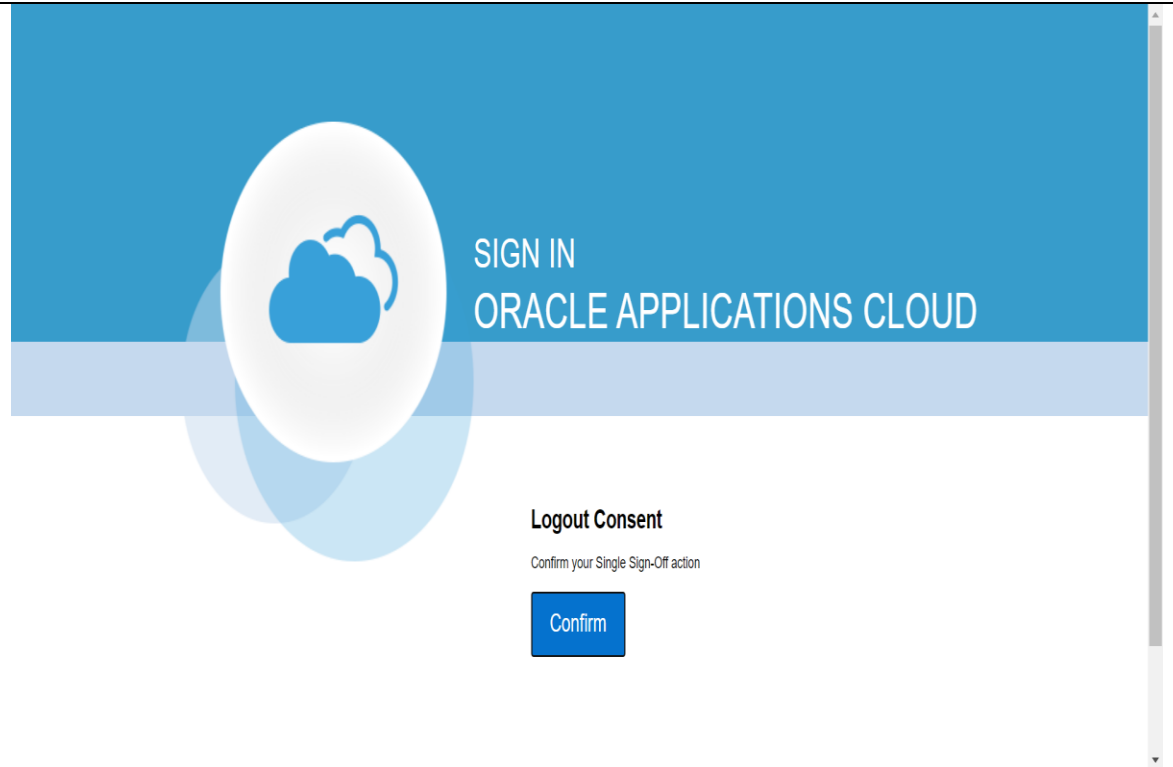 SIGN IN
ORACLE APPLICATIONS CLOUD
Logout Consent
Confirm your Single Sign-Off action
Confirm